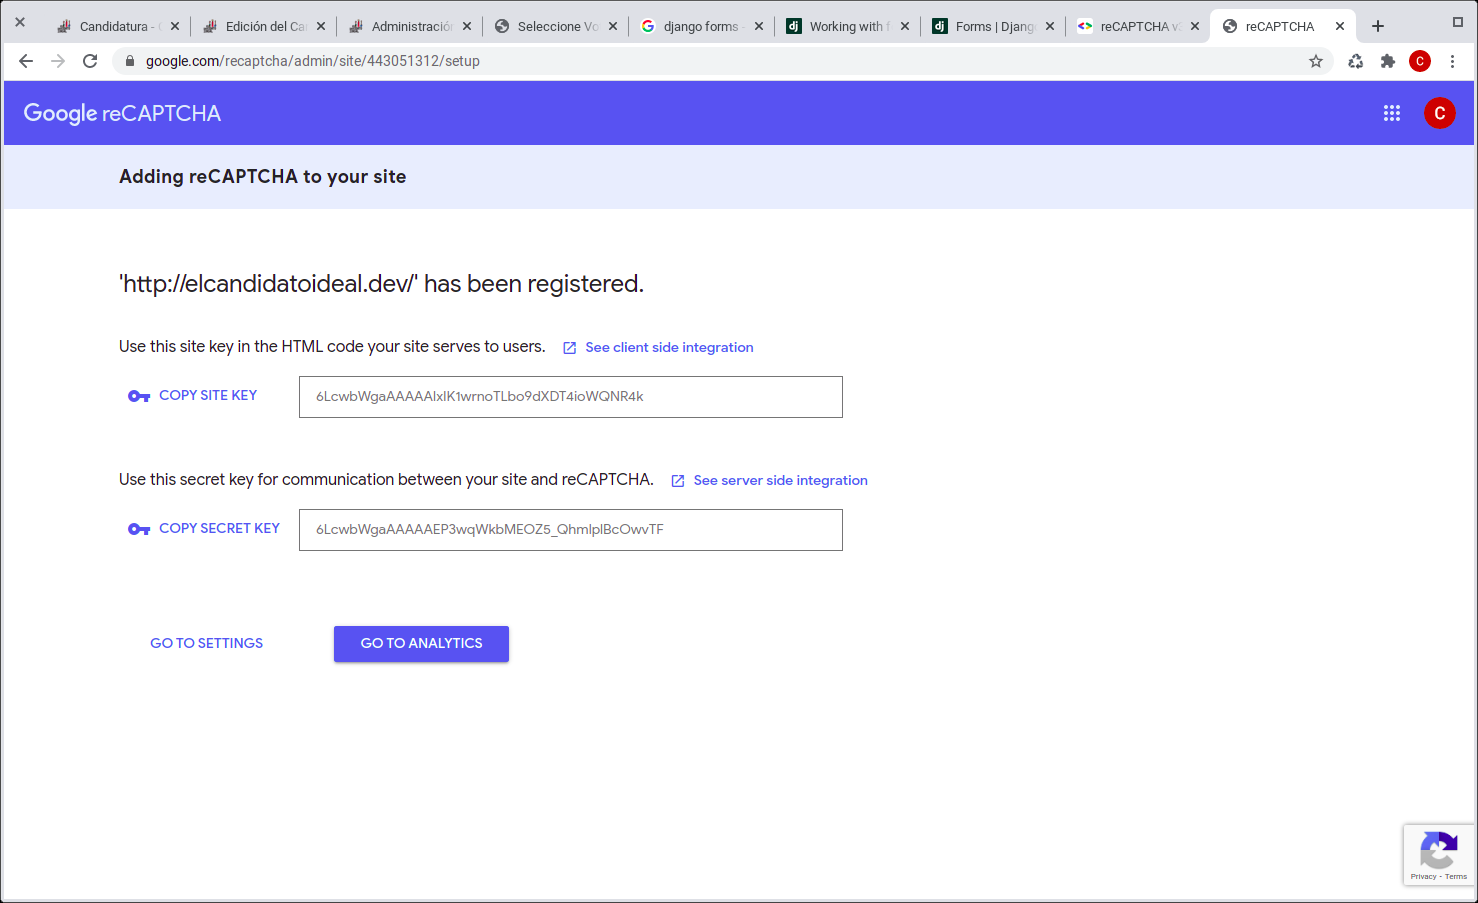 Candidatura - C
Edición del Ca
Administración
Seleccione Vo
django forms -
Working with f
Forms | Djang
reCAPTCHA v3
reCAPTCHA
google.com/recaptcha/admin/site/443051312/setup
C
Google reCAPTCHA
C
Adding reCAPTCHA to your site
'http://elcandidatoideal.dev/' has been registered.
Use this site key in the HTML code your site serves to users. See client side integration
COPY SITE KEY
6LcwbWgaAAAAAIxIK1wrnoTLbo9dXDT4ioWQNR4k
Use this secret key for communication between your site and reCAPTCHA. See server side integration
COPY SECRET KEY
6LcwbWgaAAAAAEP3wqWkbMEOZ5_QhmlplBcOwvTF
GO TO SETTINGS
GO TO ANALYTICS
Privacy - Terms